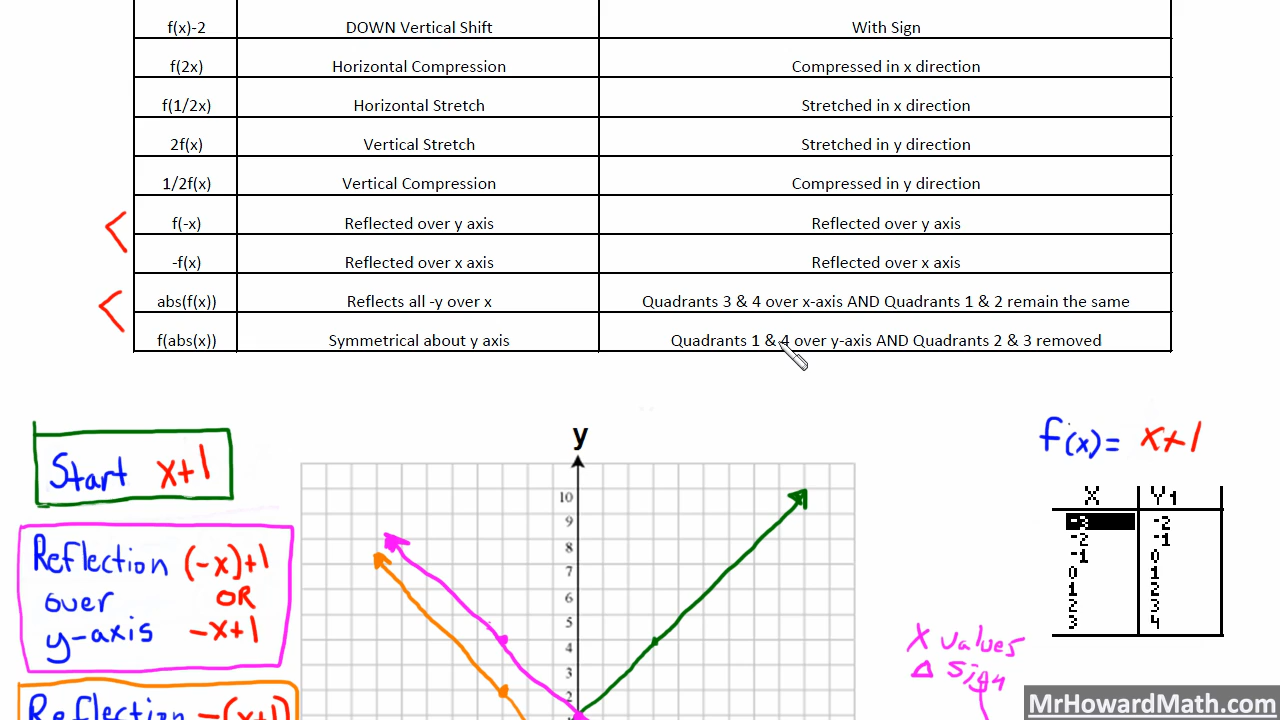 f(x)-2 DOWN Vertical Shift With Sign
f(2x) Horizontal Compression Compressed in x direction
f(1/2x) Horizontal Stretch Stretched in x direction
2f(x) Vertical Stretch Stretched in y direction
1/2f(x) Vertical Compression Compressed in y direction
f(-x) Reflected over y axis Reflected over y axis
-f(x) Reflected over x axis Reflected over x axis
abs(f(x)) Reflects all -y over x Quadrants 3 & 4 over x-axis AND Quadrants 1 & 2 remain the same
f(abs(x)) Symmetrical about y axis Quadrants 1 & 4 over y-axis AND Quadrants 2 & 3 removed
Start x+1
Reflection (-x)+1
over OR
y-axis -x+1
Reflection -(x+1)
y
10
9
8
7
6
5
4
3
2
f(x)= x+1
X Y1
-3 -2
-2 -1
-1 0
0 1
1 2
2 3
3 4
X values
Δ sign
MrHowardMath.com